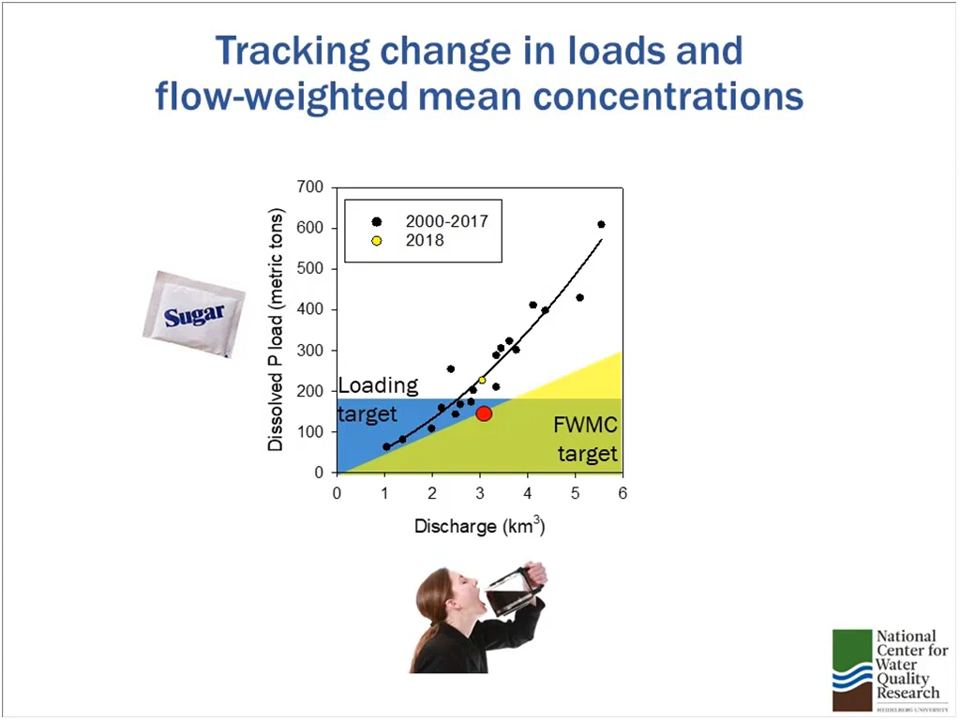 Tracking change in loads and
flow-weighted mean concentrations
700
600
500
400
300
200
100
0
Dissolved P load (metric tons)
2000-2017
2018
Sugar
Loading
target
FWMC
target
0 1 2 3 4 5 6
Discharge (km³)
National
Center for
Water
Quality
Research
HEIDELBERG UNIVERSITY